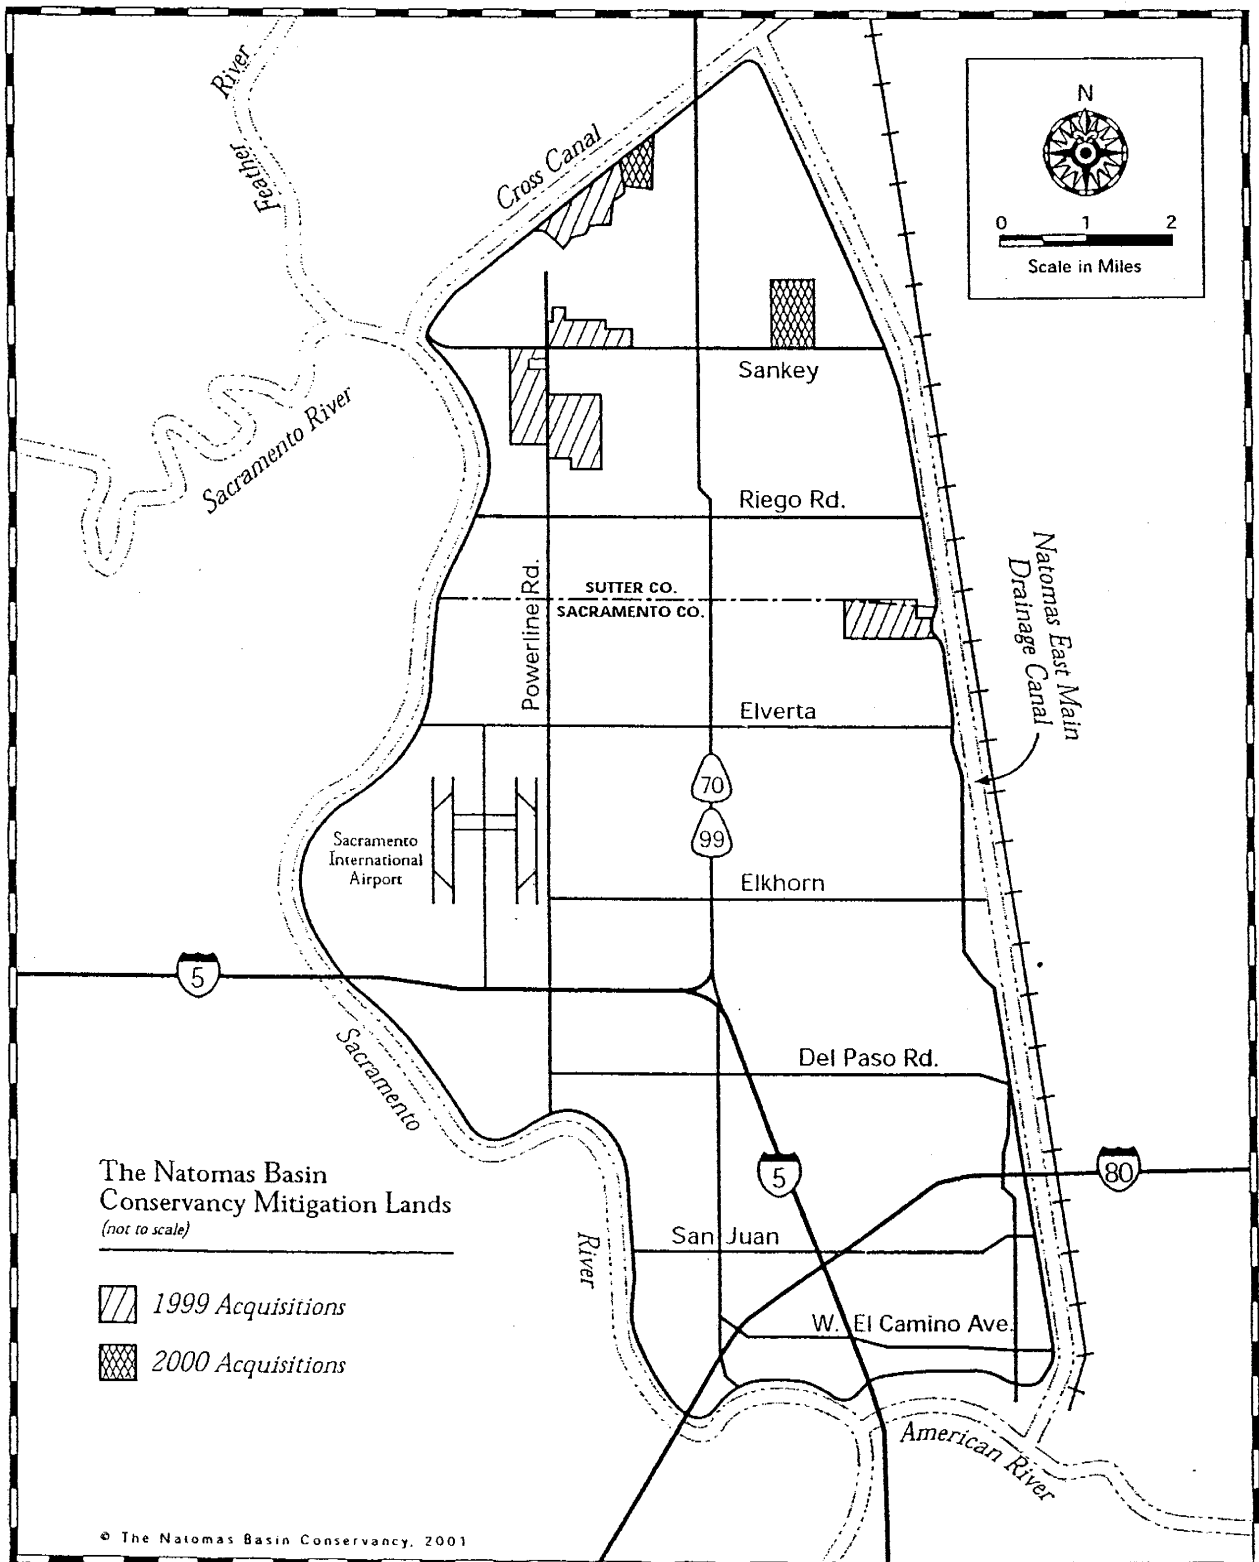 River
Feather
Cross Canal
N
0 1 2
Scale in Miles
Sankey
Sacramento River
Riego Rd.
Natomas East Main
Drainage Canal
Powerline Rd.
SUTTER CO.
SACRAMENTO CO.
Elverta
70
99
Sacramento
International
Airport
Elkhorn
5
Sacramento
Del Paso Rd.
The Natomas Basin
Conservancy Mitigation Lands
(not to scale)
5
80
River
San Juan
1999 Acquisitions
W. El Camino Ave.
2000 Acquisitions
American River
© The Natomas Basin Conservancy, 2001